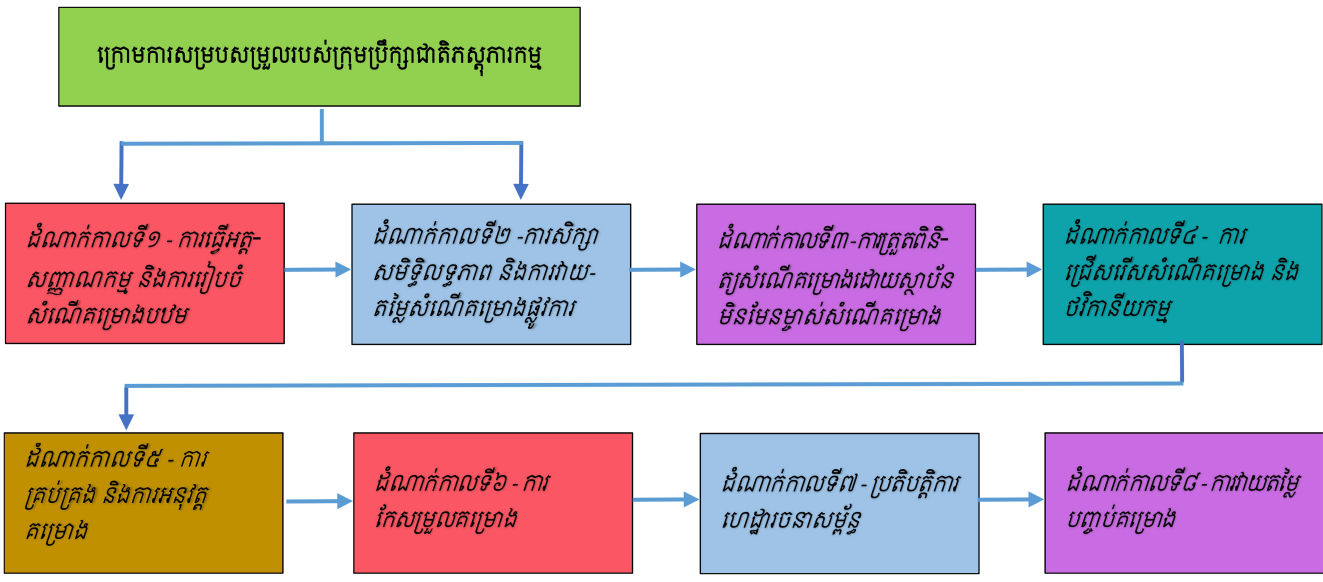 ក្រោមការសម្របសម្រួលរបស់ក្រុមប្រឹក្សាជាតិភស្តុភារកម្ម
ដំណាក់កាលទី១ - ការធ្វើអត្ត-
សញ្ញាណកម្ម និងការរៀបចំ
សំណើគម្រោងបឋម
ដំណាក់កាលទី២ -ការសិក្សា
សមិទ្ធិលទ្ធភាព និងការវាយ-
តម្លៃសំណើគម្រោងផ្លូវការ
ដំណាក់កាលទី៣-ការត្រួតពិនិ-
ត្យសំណើគម្រោងដោយស្ថាប័ន
មិនមែនម្ចាស់សំណើគម្រោង
ដំណាក់កាលទី៤ - ការ
ជ្រើសរើសសំណើគម្រោង និង
ថវិកានីយកម្ម
ដំណាក់កាលទី៥ - ការ
គ្រប់គ្រង និងការអនុវត្ត
គម្រោង
ដំណាក់កាលទី៦ - ការ
កែសម្រួលគម្រោង
ដំណាក់កាលទី៧ - ប្រតិបត្តិការ
ហេដ្ឋារចនាសម្ព័ន្ធ
ដំណាក់កាលទី៨ - ការវាយតម្លៃ
បញ្ចប់គម្រោង